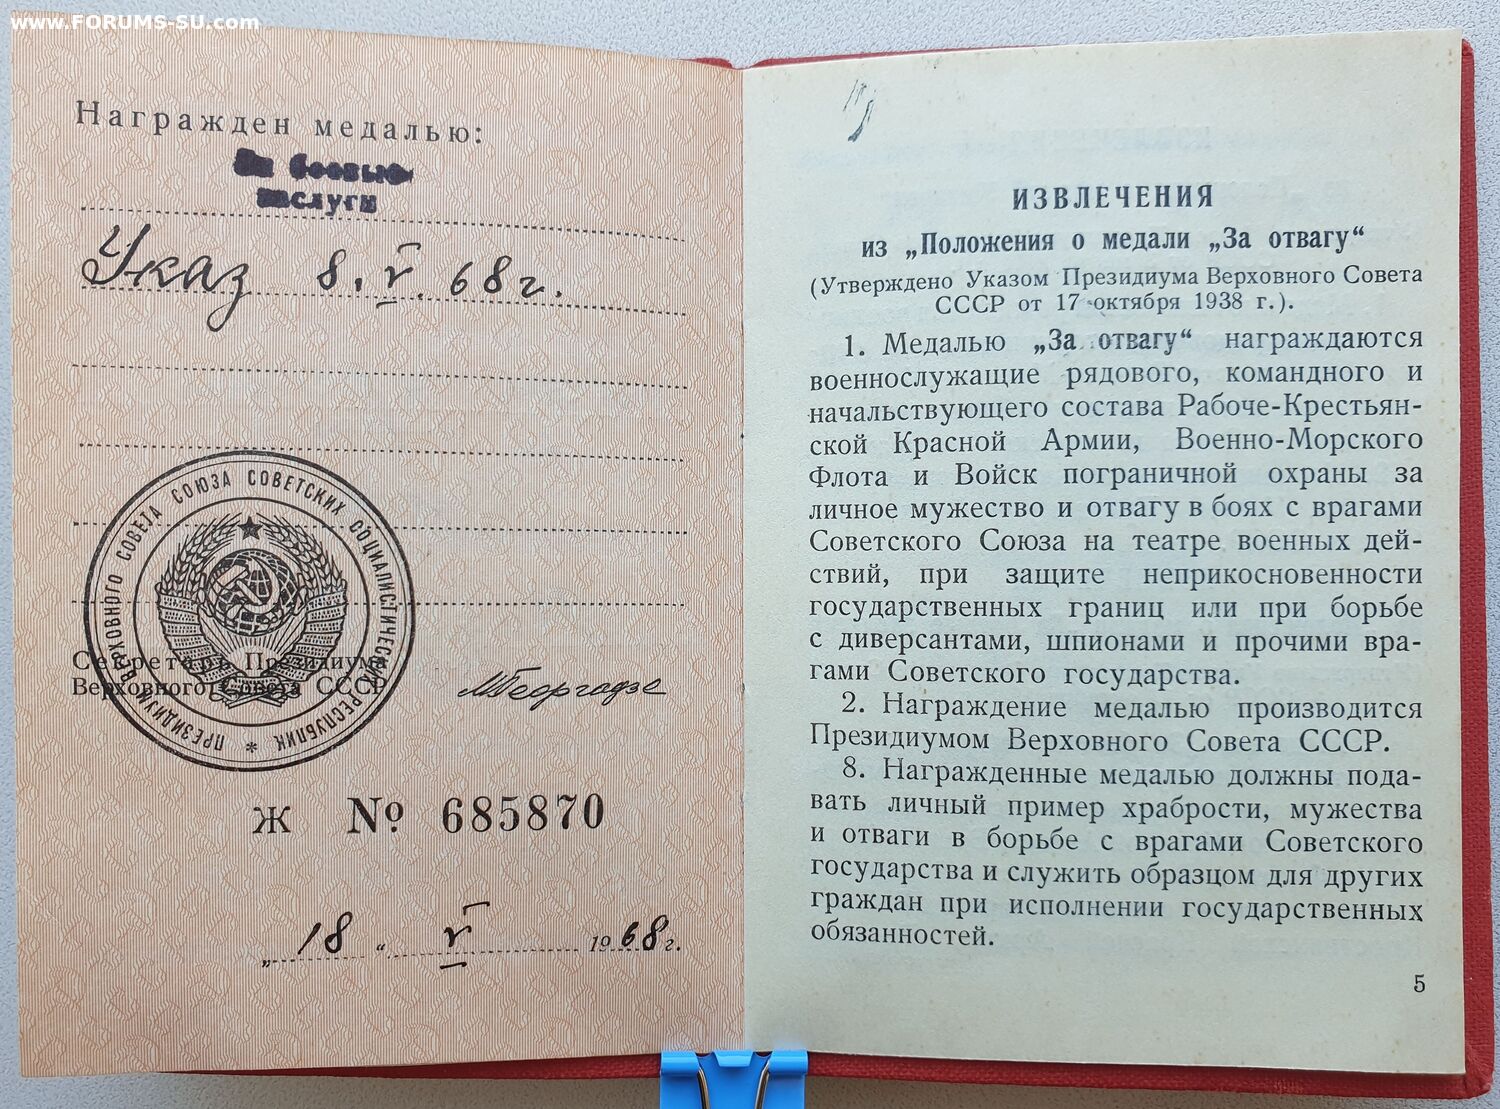 www.FORUMS-SU.com
Награжден медалью:
За боевые
заслуги
Указ 8.V.68г.
ПРЕЗИДИУМ ВЕРХОВНОГО СОВЕТА СОЮЗА СОВЕТСКИХ СОЦИАЛИСТИЧЕСКИХ РЕСПУБЛИК *
Секретарь Президиума
Верховного Совета СССР
МГеоргадзе
Ж № 685870
„18“ V 1968г.
ИЗВЛЕЧЕНИЯ
из „Положения о медали „За отвагу“
(Утверждено Указом Президиума Верховного Совета
СССР от 17 октября 1938 г.).
1. Медалью „За отвагу“ награждаются
военнослужащие рядового, командного и
начальствующего состава Рабоче-Крестьян-
ской Красной Армии, Военно-Морского
Флота и Войск пограничной охраны за
личное мужество и отвагу в боях с врагами
Советского Союза на театре военных дей-
ствий, при защите неприкосновенности
государственных границ или при борьбе
с диверсантами, шпионами и прочими вра-
гами Советского государства.
2. Награждение медалью производится
Президиумом Верховного Совета СССР.
8. Награжденные медалью должны пода-
вать личный пример храбрости, мужества
и отваги в борьбе с врагами Советского
государства и служить образцом для других
граждан при исполнении государственных
обязанностей.
5